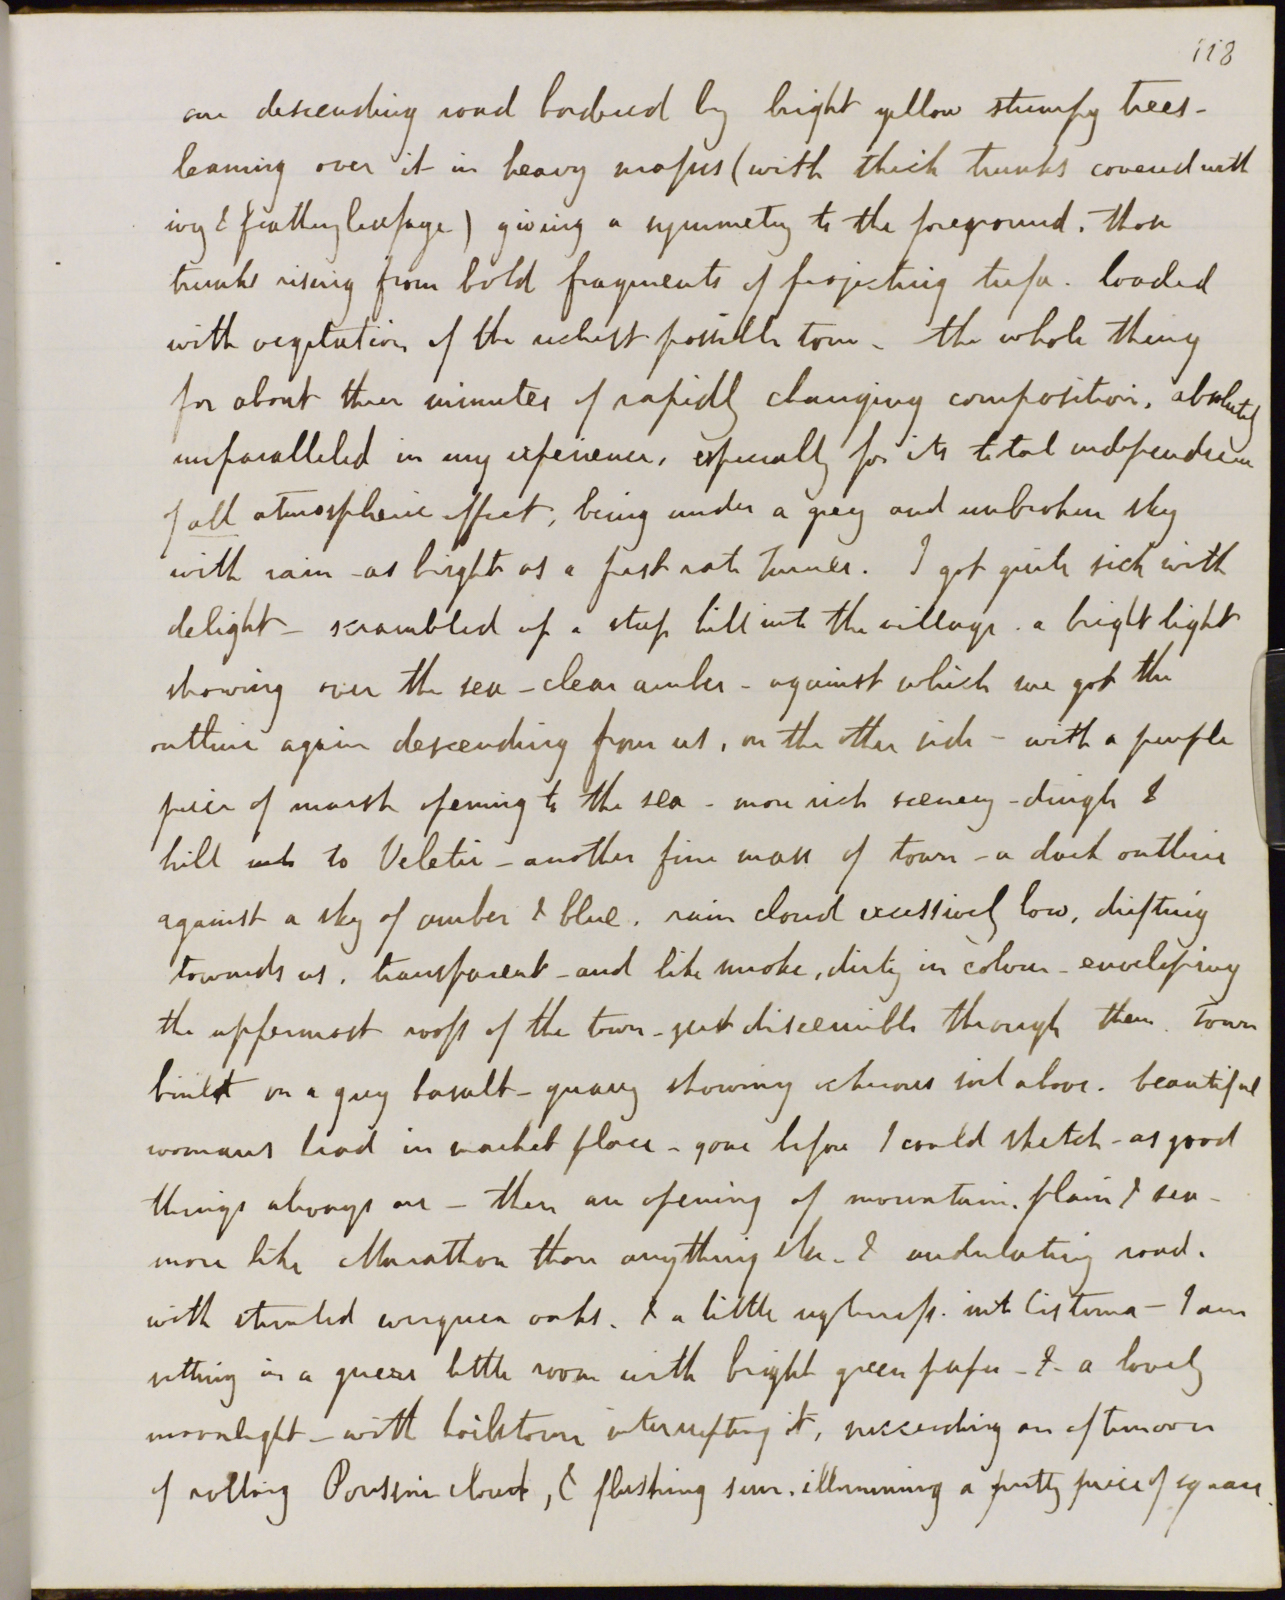 118
our descending road bordered by bright yellow stumpy trees -
leaning over it in heavy masses (with thick trunks covered with
ivy & feathery leafage) giving a symmetry to the foreground. those
trunks rising from bold fragments of projecting tufa. loaded
with vegetation of the richest possible tone - the whole thing
for about three minutes of rapidly changing composition, absolutely
unparalleled in my experience, especially for its total independence
of all atmospheric effect, being under a grey and unbroken sky
with rain - as bright as a first rate Turner. I got quite sick with
delight - scrambled up a steep hill into the village. a bright light
showing over the sea - clear amber - against which we got the
outline again descending from us, on the other side - with a purple
piece of marsh opening to the sea - more rich scenery - dingle &
hill into to Veletri - another fine mass of town - a dark outline
against a sky of amber & blue. rain cloud excessively low, drifting
towards us. transparent - and like smoke, dirty in colour - enveloping
the uppermost roofs of the town - just discernible through them. Town
built on a grey basalt - quarry showing ochreous soil above. beautiful
womans head in market place - gone before I could sketch - as good
things always are - then an opening of mountain. plain & sea -
more like Marathon than anything else - & undulating road.
with stunted evergreen oaks. & a little ugliness. into Cisterna - I am
sitting in a queer little room with bright green paper - & a lovely
moonlight - with hailstorm interrupting it, succeeding an afternoon
of rolling Poussin cloud, & flashing sun. illumining a pretty piece of square.